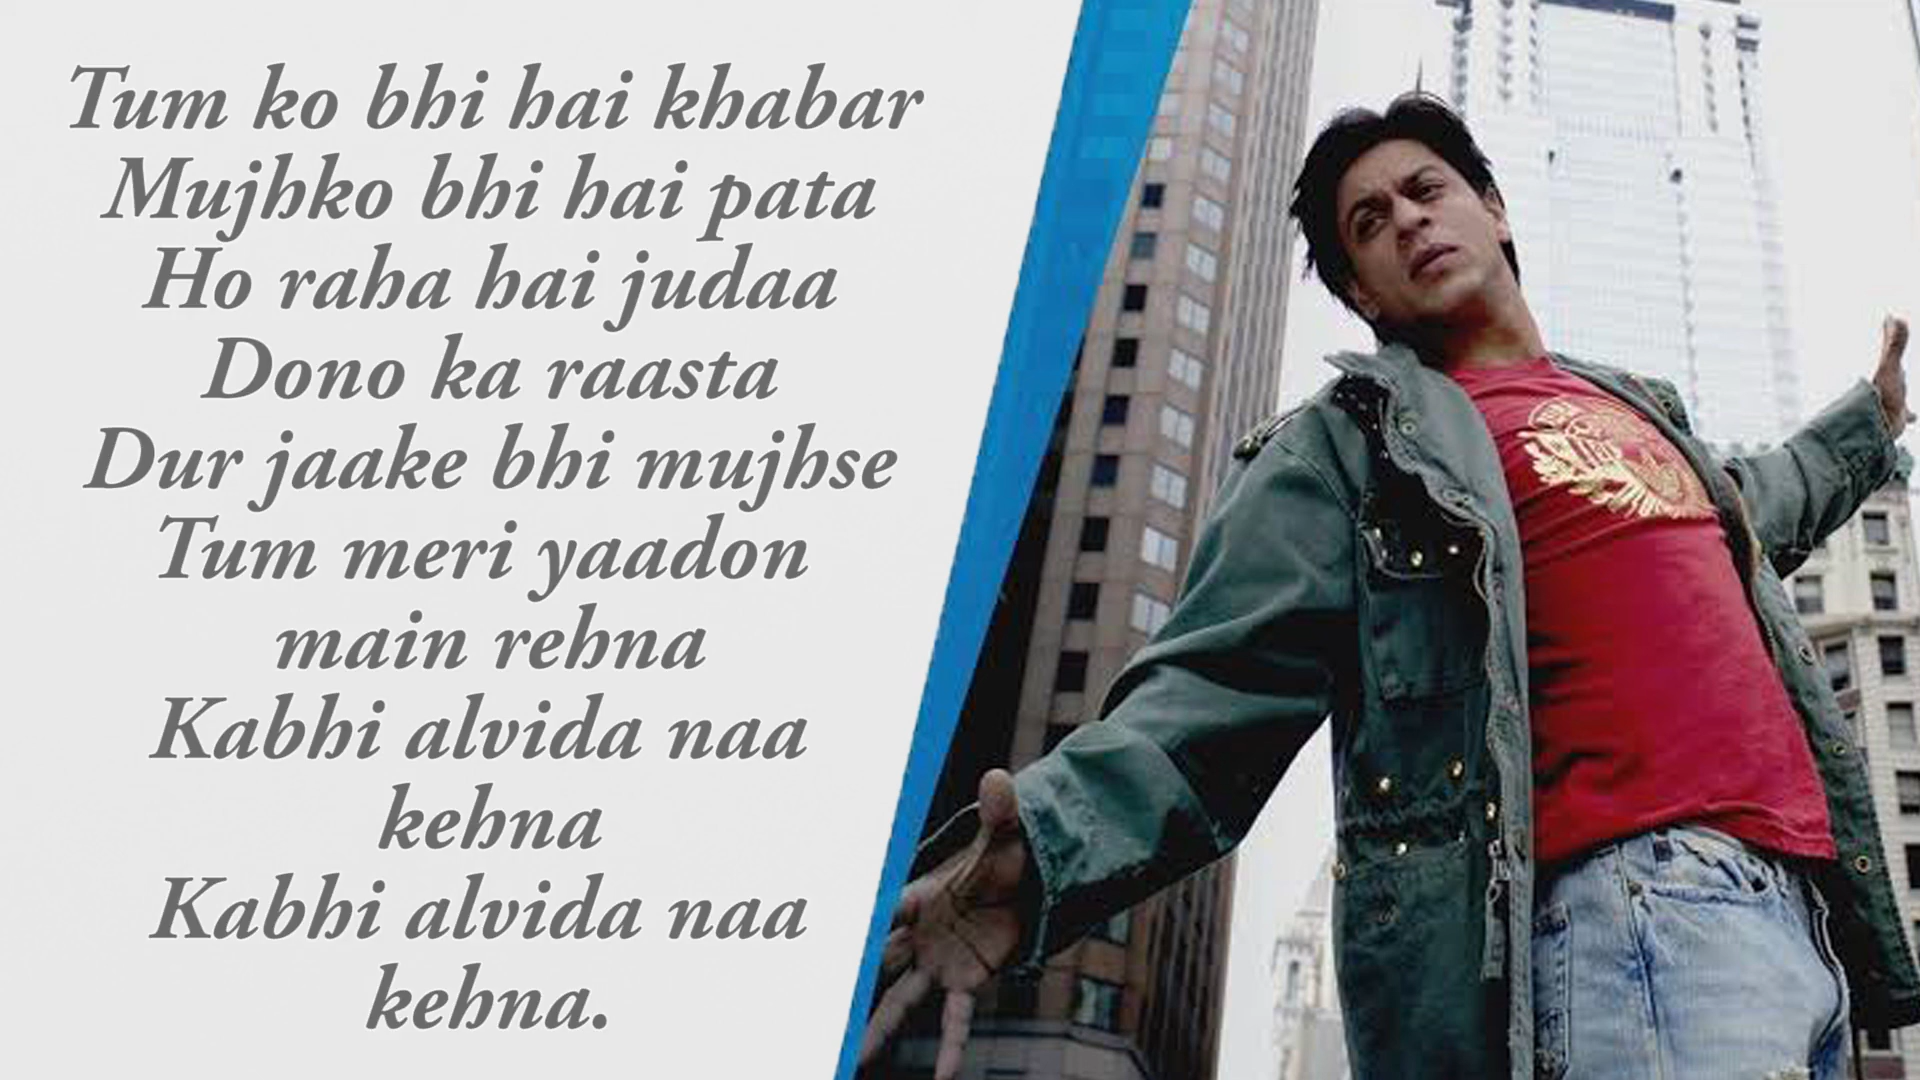 Tum ko bhi hai khabar
Mujhko bhi hai pata
Ho raha hai judaa
Dono ka raasta
Dur jaake bhi mujhse
Tum meri yaadon
main rehna
Kabhi alvida naa
kehna
Kabhi alvida naa
kehna.